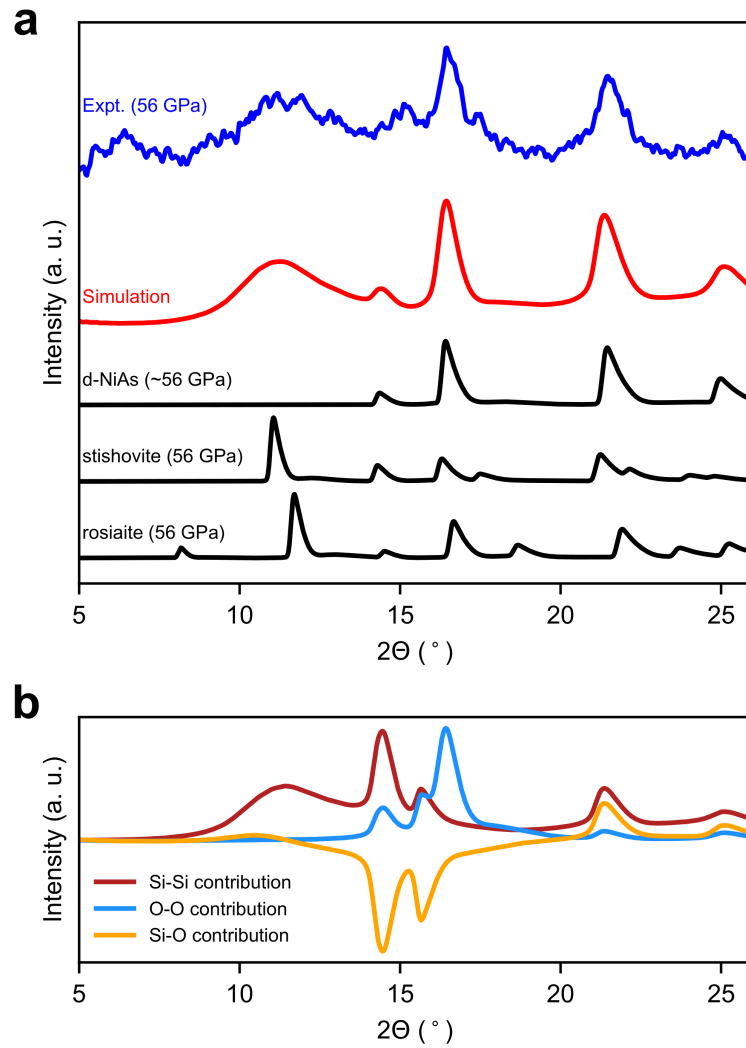 a
Expt. (56 GPa)
Simulation
d-NiAs (~56 GPa)
stishovite (56 GPa)
rosiaite (56 GPa)
Intensity (a. u.)
5 10 15 20 25
2Θ ( ° )
b
Si-Si contribution
O-O contribution
Si-O contribution
Intensity (a. u.)
5 10 15 20 25
2Θ ( ° )